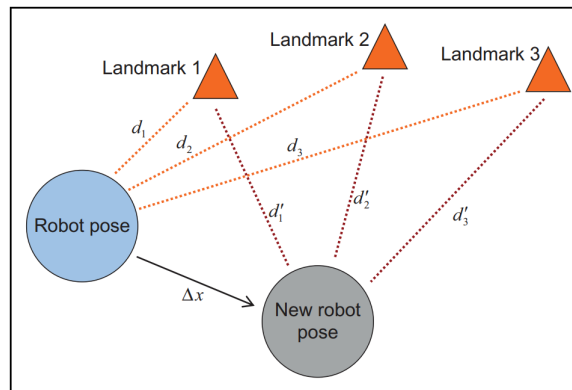 Landmark 1
Landmark 2
Landmark 3
d₁
d₂
d₃
Robot pose
d′₁
d′₂
d′₃
Δx
New robot
pose